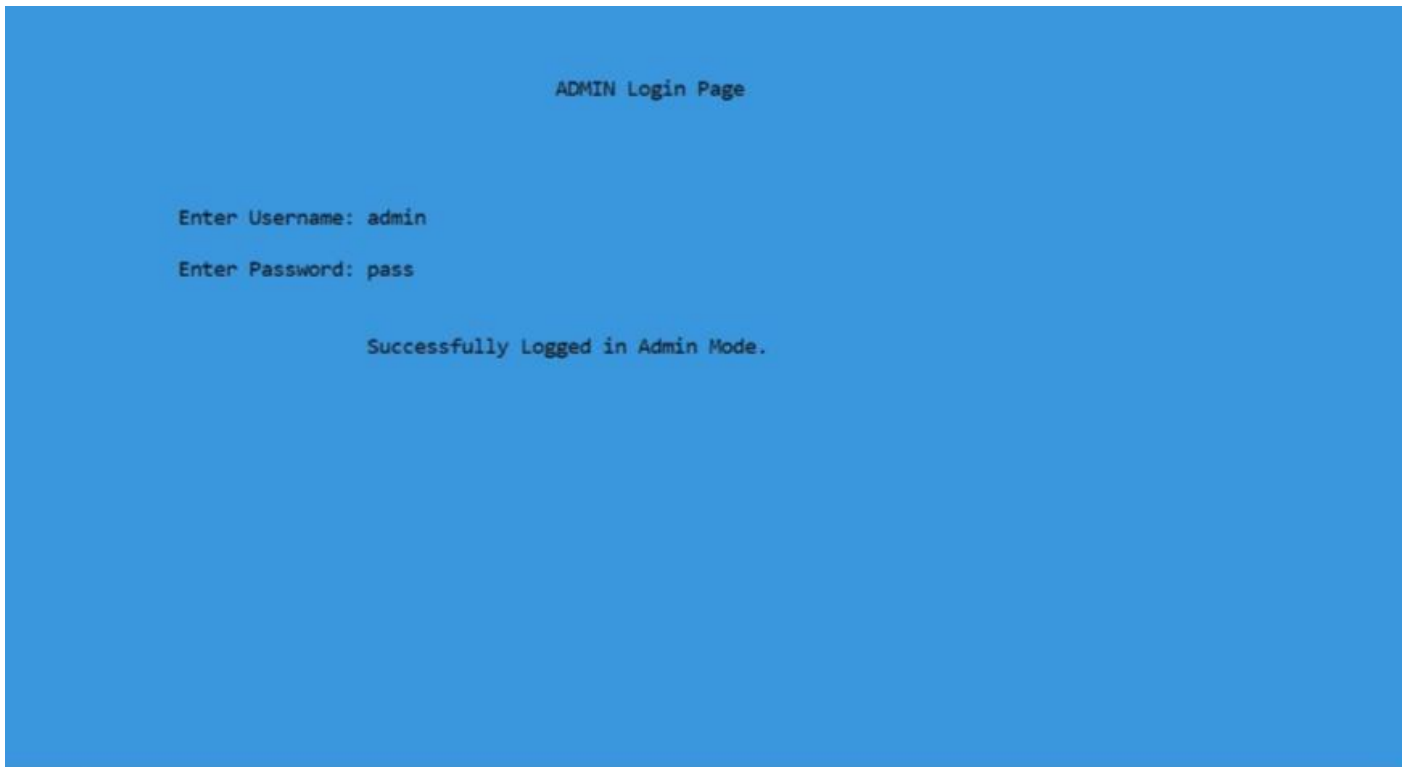 ADMIN Login Page
Enter Username: admin
Enter Password: pass
Successfully Logged in Admin Mode.